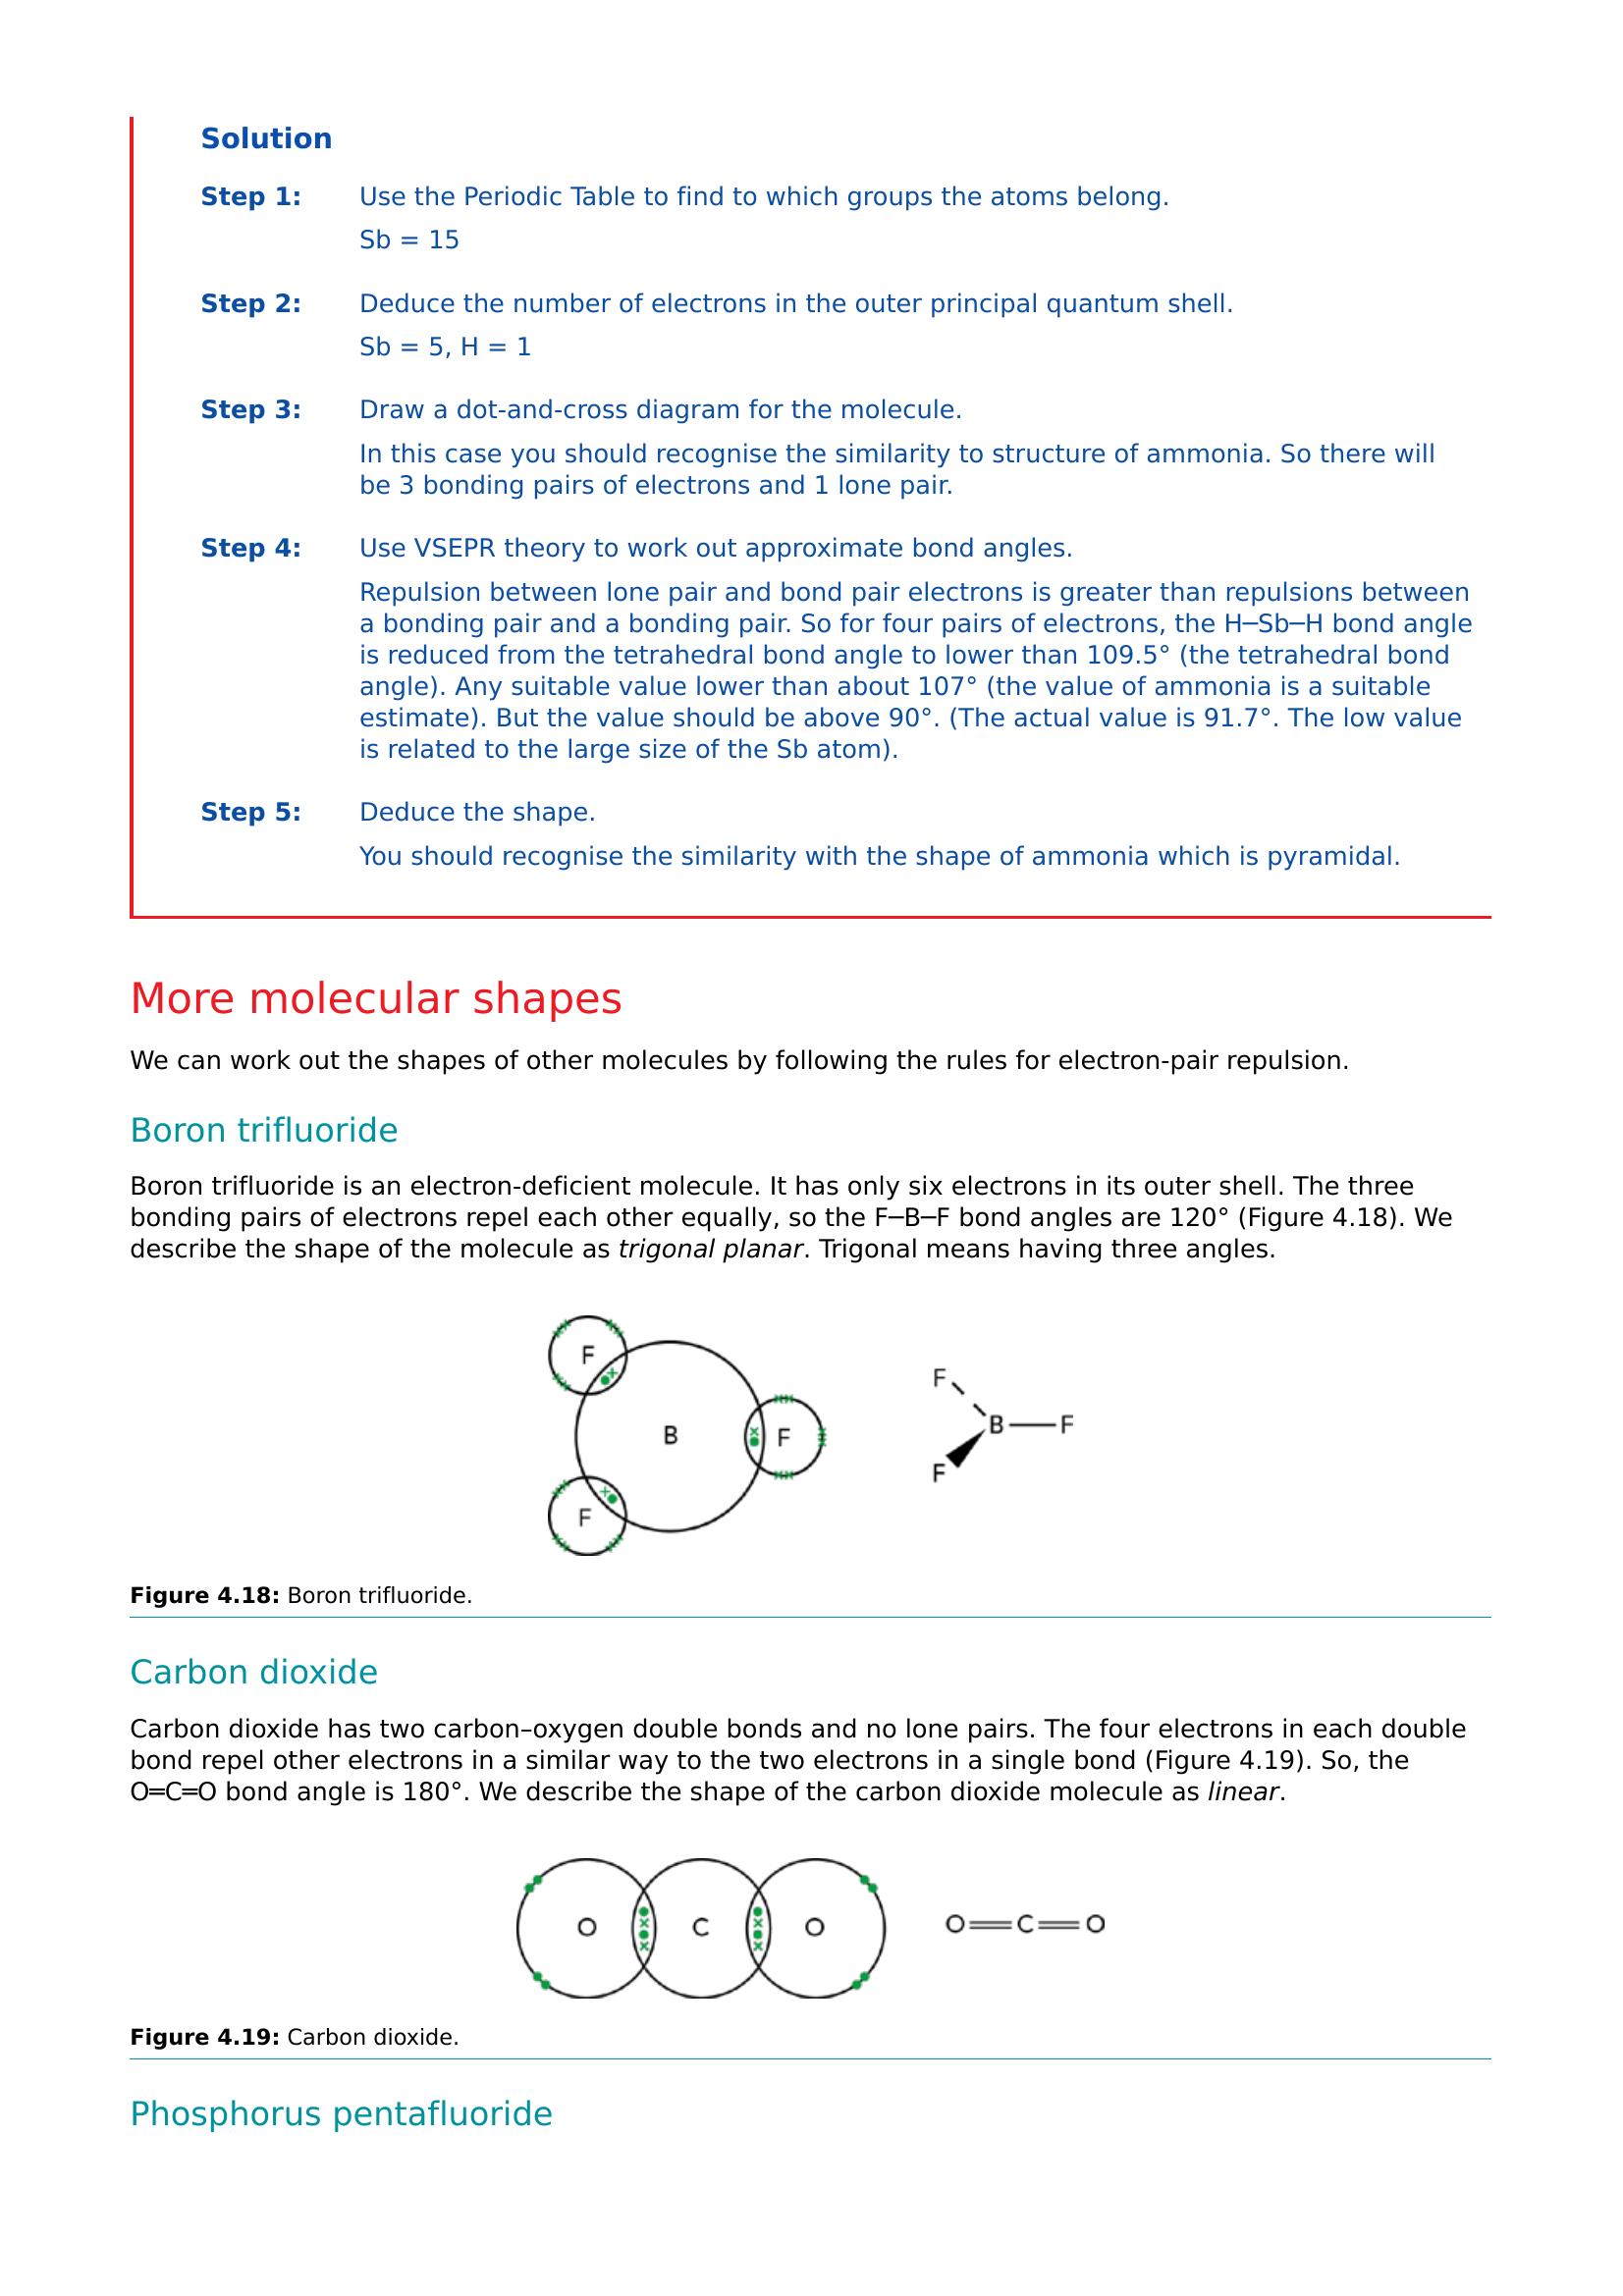 Solution
Step 1: Use the Periodic Table to find to which groups the atoms belong.
Sb = 15
Step 2: Deduce the number of electrons in the outer principal quantum shell.
Sb = 5, H = 1
Step 3: Draw a dot-and-cross diagram for the molecule.
In this case you should recognise the similarity to structure of ammonia. So there will
be 3 bonding pairs of electrons and 1 lone pair.
Step 4: Use VSEPR theory to work out approximate bond angles.
Repulsion between lone pair and bond pair electrons is greater than repulsions between
a bonding pair and a bonding pair. So for four pairs of electrons, the H─Sb─H bond angle
is reduced from the tetrahedral bond angle to lower than 109.5° (the tetrahedral bond
angle). Any suitable value lower than about 107° (the value of ammonia is a suitable
estimate). But the value should be above 90°. (The actual value is 91.7°. The low value
is related to the large size of the Sb atom).
Step 5: Deduce the shape.
You should recognise the similarity with the shape of ammonia which is pyramidal.
More molecular shapes
We can work out the shapes of other molecules by following the rules for electron-pair repulsion.
Boron trifluoride
Boron trifluoride is an electron-deficient molecule. It has only six electrons in its outer shell. The three
bonding pairs of electrons repel each other equally, so the F─B─F bond angles are 120° (Figure 4.18). We
describe the shape of the molecule as trigonal planar. Trigonal means having three angles.
F
B
F
F
F
B
F
F
Figure 4.18: Boron trifluoride.
Carbon dioxide
Carbon dioxide has two carbon–oxygen double bonds and no lone pairs. The four electrons in each double
bond repel other electrons in a similar way to the two electrons in a single bond (Figure 4.19). So, the
O═C═O bond angle is 180°. We describe the shape of the carbon dioxide molecule as linear.
O C O O═C═O
Figure 4.19: Carbon dioxide.
Phosphorus pentafluoride